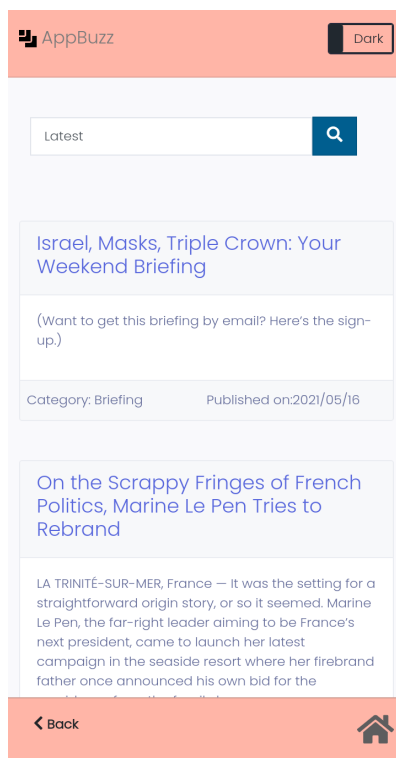 AppBuzz
Dark
Latest
Israel, Masks, Triple Crown: Your
Weekend Briefing
(Want to get this briefing by email? Here's the sign-
up.)
Category: Briefing
Published on:2021/05/16
On the Scrappy Fringes of French
Politics, Marine Le Pen Tries to
Rebrand
LA TRINITÉ-SUR-MER, France — It was the setting for a
straightforward origin story, or so it seemed. Marine
Le Pen, the far-right leader aiming to be France's
next president, came to launch her latest
campaign in the seaside resort where her firebrand
father once announced his own bid for the
Back